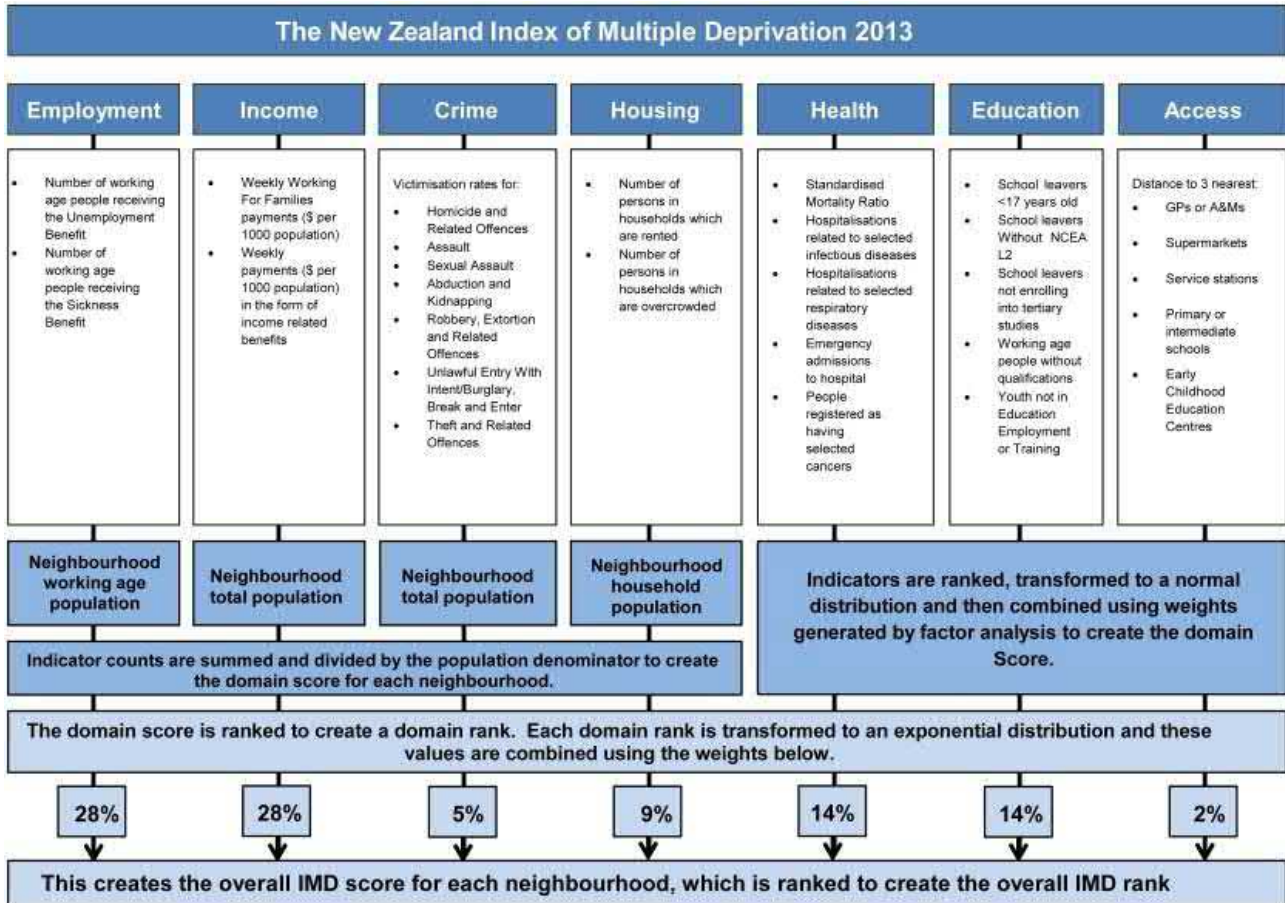 The New Zealand Index of Multiple Deprivation 2013
Employment
Income
Crime
Housing
Health
Education
Access
• Number of working
age people receiving
the Unemployment
Benefit
• Number of
working age
people receiving
the Sickness
Benefit
• Weekly Working
For Families
payments ($ per
1000 population)
• Weekly
payments ($ per
1000 population)
in the form of
income related
benefits
Victimisation rates for:
• Homicide and
Related Offences
• Assault
• Sexual Assault
• Abduction and
Kidnapping
• Robbery, Extortion
and Related
Offences
• Unlawful Entry With
Intent/Burglary,
Break and Enter
• Theft and Related
Offences
• Number of
persons in
households which
are rented
• Number of
persons in
households which
are overcrowded
• Standardised
Mortality Ratio
• Hospitalisations
related to selected
infectious diseases
• Hospitalisations
related to selected
respiratory
diseases
• Emergency
admissions
to hospital
• People
registered as
having
selected
cancers
• School leavers
<17 years old
• School leavers
Without NCEA
L2
• School leavers
not enrolling
into tertiary
studies
• Working age
people without
qualifications
• Youth not in
Education
Employment
or Training
Distance to 3 nearest:
• GPs or A&Ms
• Supermarkets
• Service stations
• Primary or
intermediate
schools
• Early
Childhood
Education
Centres
Neighbourhood
working age
population
Neighbourhood
total population
Neighbourhood
total population
Neighbourhood
household
population
Indicators are ranked, transformed to a normal
distribution and then combined using weights
generated by factor analysis to create the domain
Score.
Indicator counts are summed and divided by the population denominator to create
the domain score for each neighbourhood.
The domain score is ranked to create a domain rank. Each domain rank is transformed to an exponential distribution and these
values are combined using the weights below.
28%
28%
5%
9%
14%
14%
2%
This creates the overall IMD score for each neighbourhood, which is ranked to create the overall IMD rank